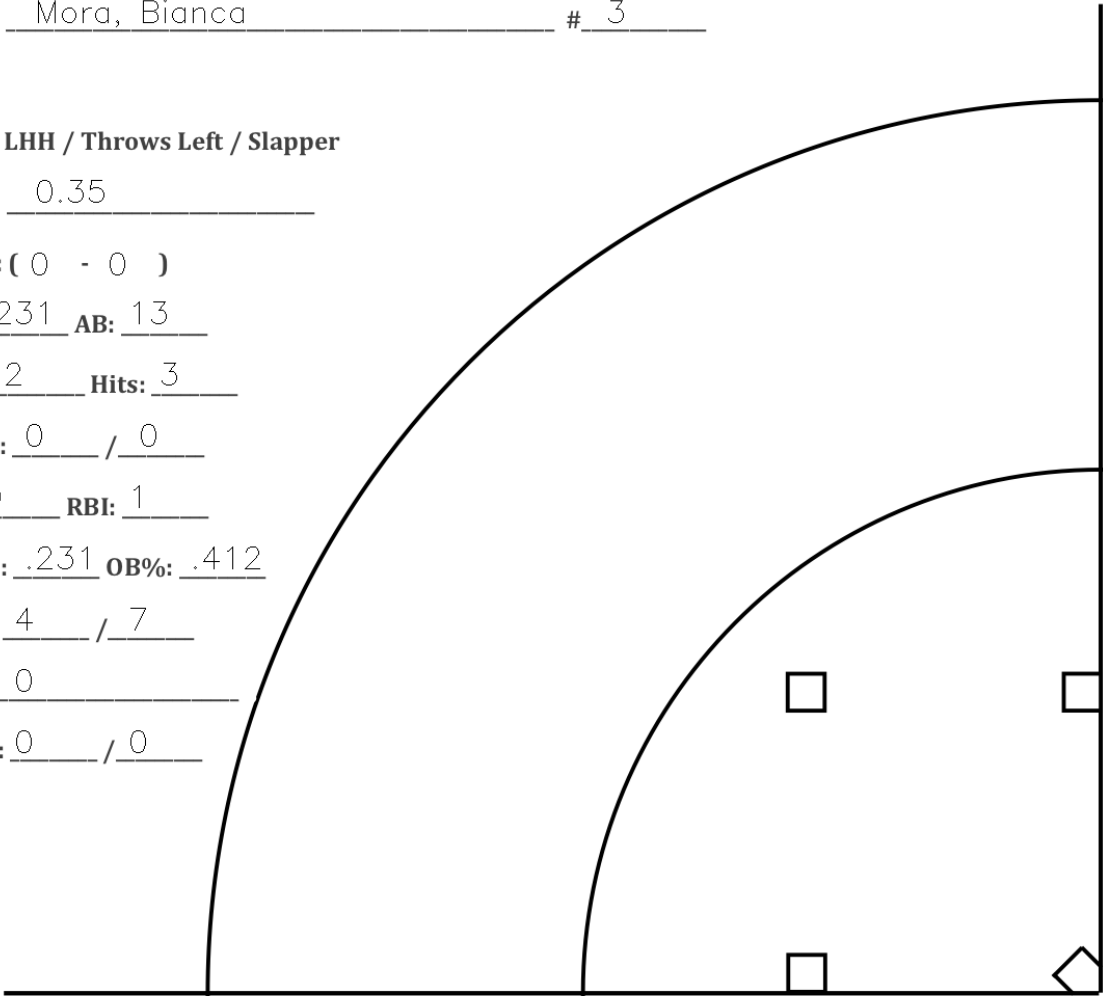 Mora, Bianca # 3
LHH / Throws Left / Slapper
0.35
: ( 0 - 0 )
231 AB: 13
2 Hits: 3
: 0 / 0
RBI: 1
: .231 OB%: .412
4 / 7
0
: 0 / 0